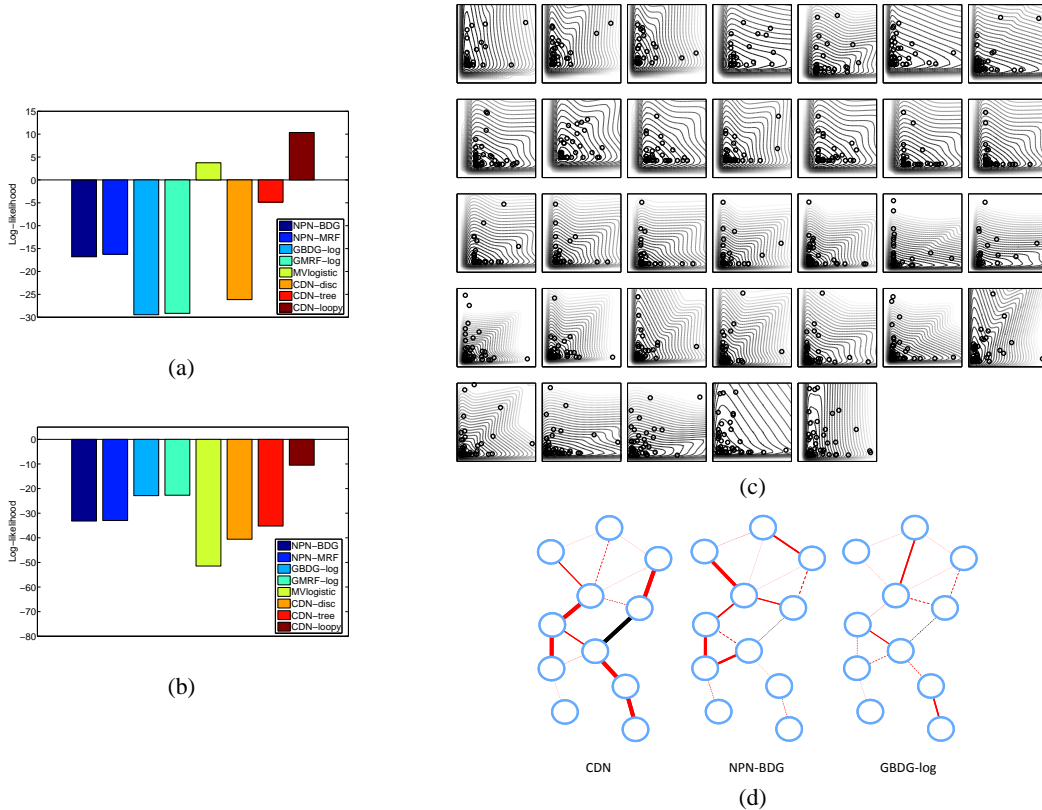 15
10
5
0
−5
−10
−15
−20
−25
−30
Log−likelihood
NPN−BDG
NPN−MRF
GBDG−log
GMRF−log
MVlogistic
CDN−disc
CDN−tree
CDN−loopy
(a)
0
−10
−20
−30
−40
−50
−60
−70
−80
Log−likelihood
NPN−BDG
NPN−MRF
GBDG−log
GMRF−log
MVlogistic
CDN−disc
CDN−tree
CDN−loopy
(b)
(c)
CDN
NPN-BDG
GBDG-log
(d)